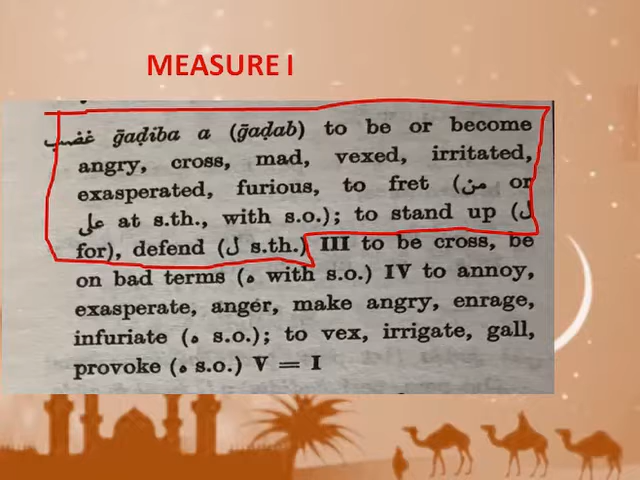 MEASURE I
غضب ḡaḍiba a (ḡaḍab) to be or become
angry, cross, mad, vexed, irritated,
exasperated, furious, to fret (من or
على at s.th., with s.o.); to stand up (ل
for), defend (ل s.th.) III to be cross, be
on bad terms (ه with s.o.) IV to annoy,
exasperate, anger, make angry, enrage,
infuriate (ه s.o.); to vex, irrigate, gall,
provoke (ه s.o.) V = I